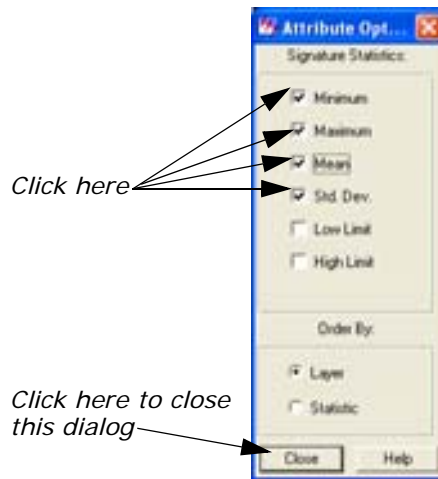 Attribute Opt...
Signature Statistics:
Minimum
Maximum
Mean
Click here
Std. Dev.
Low Limit
High Limit
Order By:
Layer
Click here to close
this dialog
Statistic
Close
Help